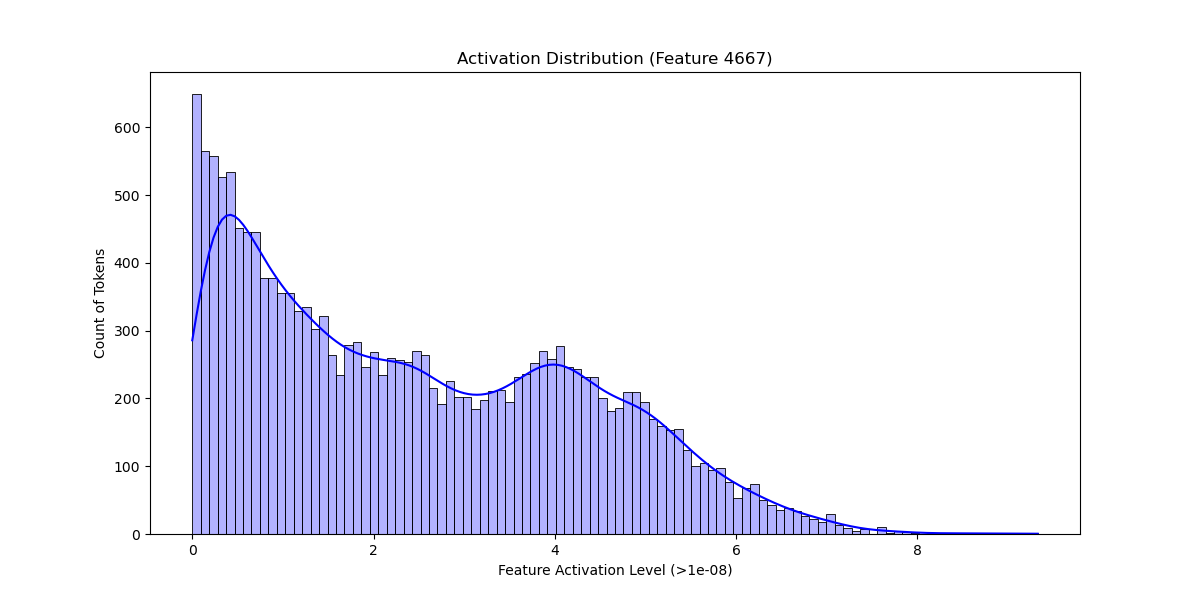 Activation Distribution (Feature 4667)
Count of Tokens
600
500
400
300
200
100
0
0 2 4 6 8
Feature Activation Level (>1e-08)